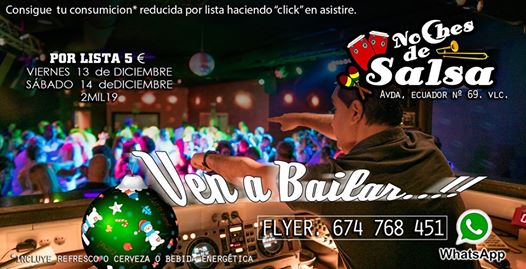 Consigue tu consumicion* reducida por lista haciendo "click" en asistire.
POR LISTA 5 €
VIERNES 13 de DICIEMBRE
SÁBADO 14 deDICIEMBRE
2MIL19
NoChes
de
Salsa
AVDA, ECUADOR Nº 69. VLC.
Ven a Bailar...!!
FLYER: 674 768 451
WhatsApp
*INCLUYE REFRESCO O CERVEZA O BEBIDA ENERGÉTICA